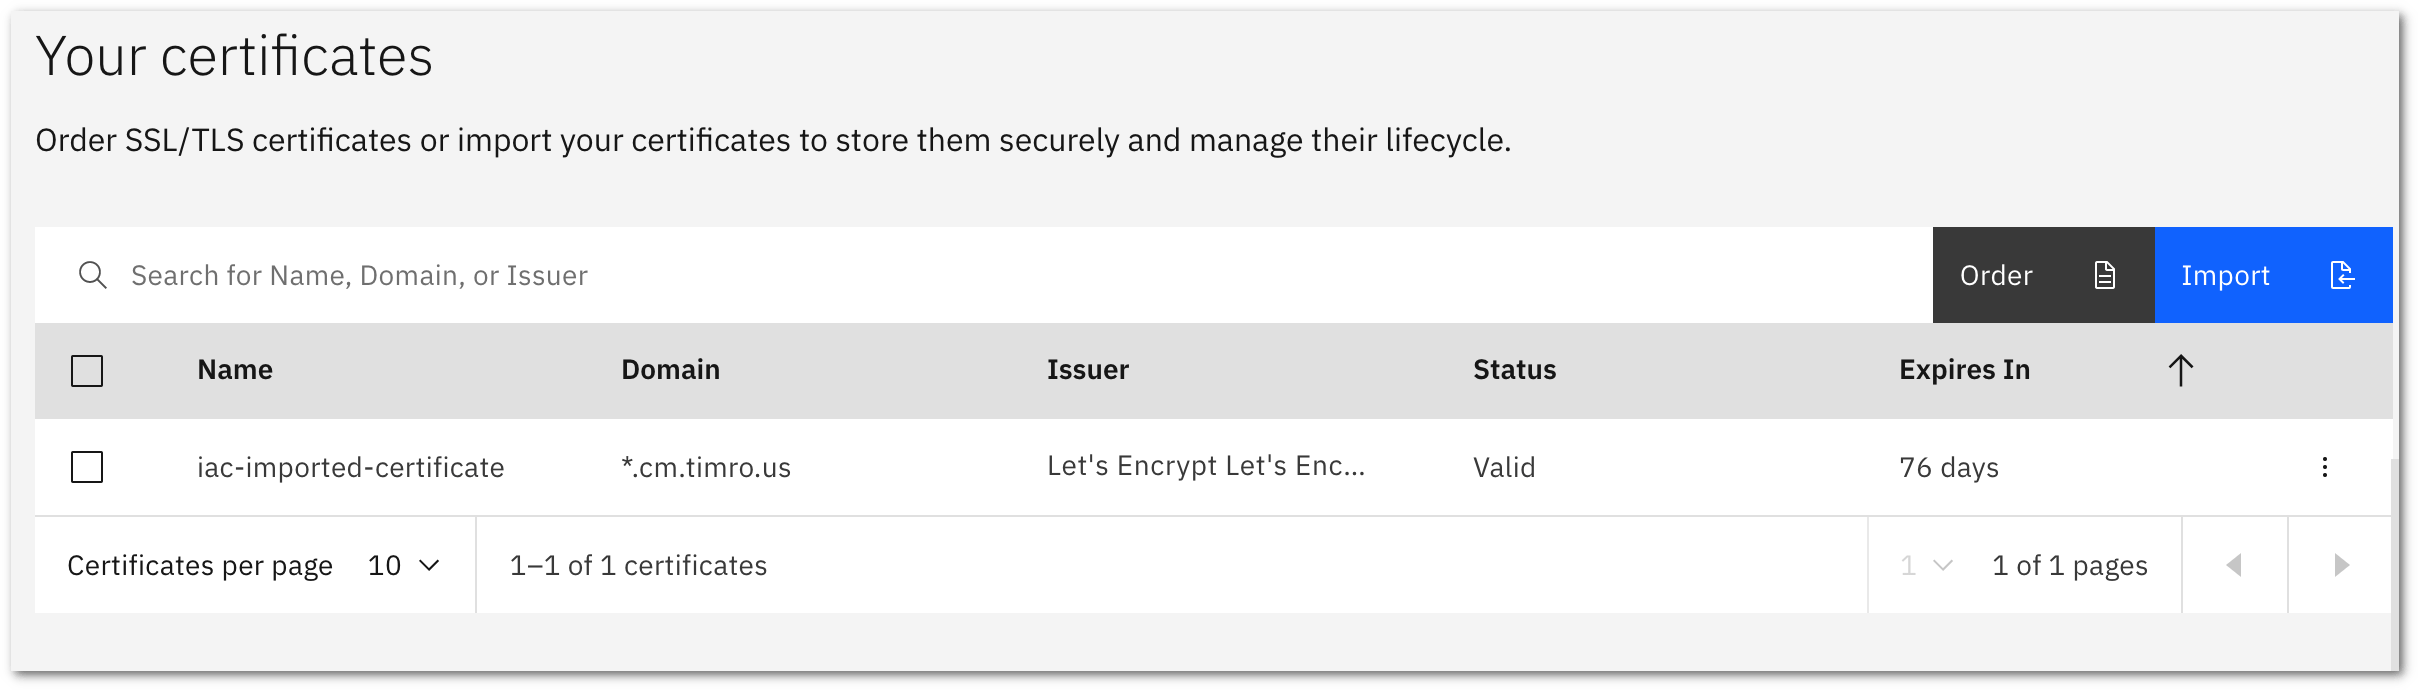 Your certificates
Order SSL/TLS certificates or import your certificates to store them securely and manage their lifecycle.
Search for Name, Domain, or Issuer
Order
Import
Name Domain Issuer Status Expires In
iac-imported-certificate *.cm.timro.us Let's Encrypt Let's Enc... Valid 76 days
Certificates per page 10 1–1 of 1 certificates 1 1 of 1 pages